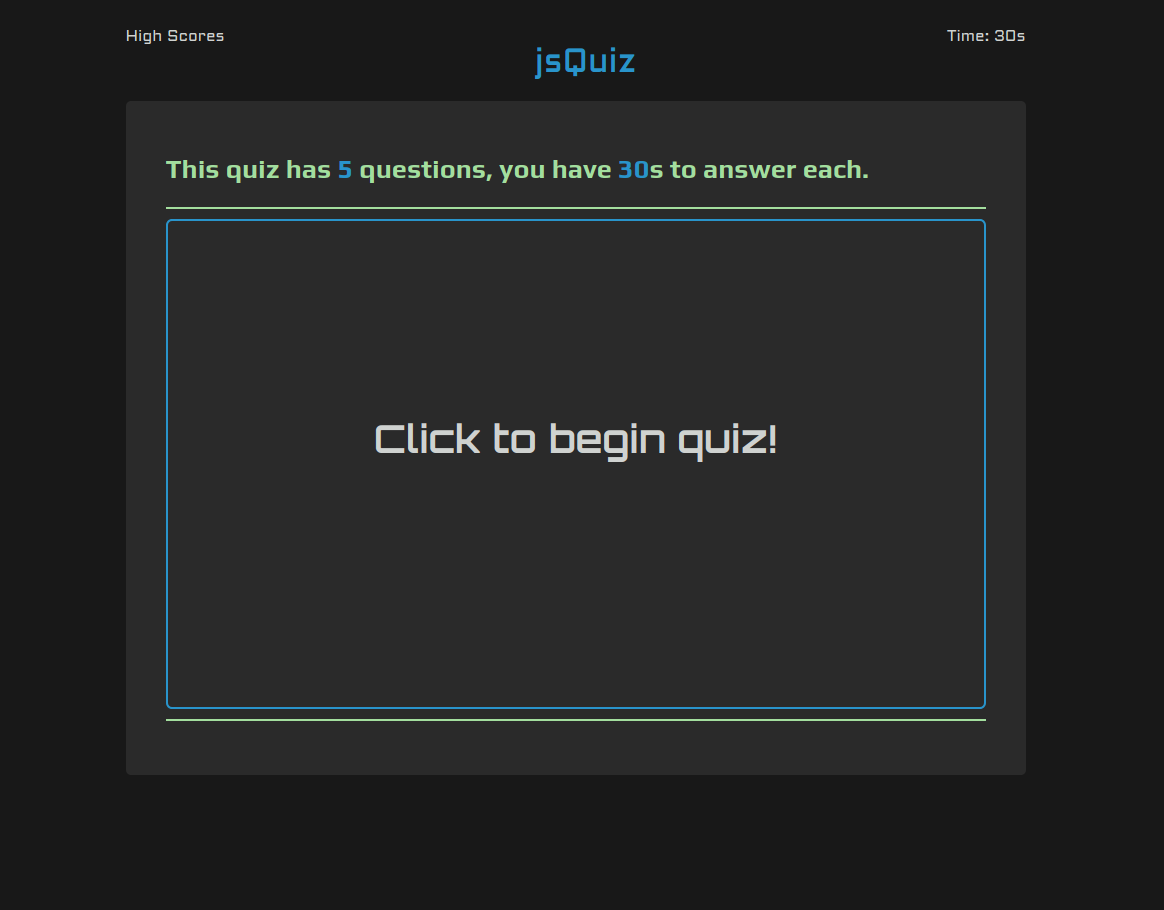 High Scores
Time: 30s
jsQuiz
This quiz has 5 questions, you have 30s to answer each.
Click to begin quiz!